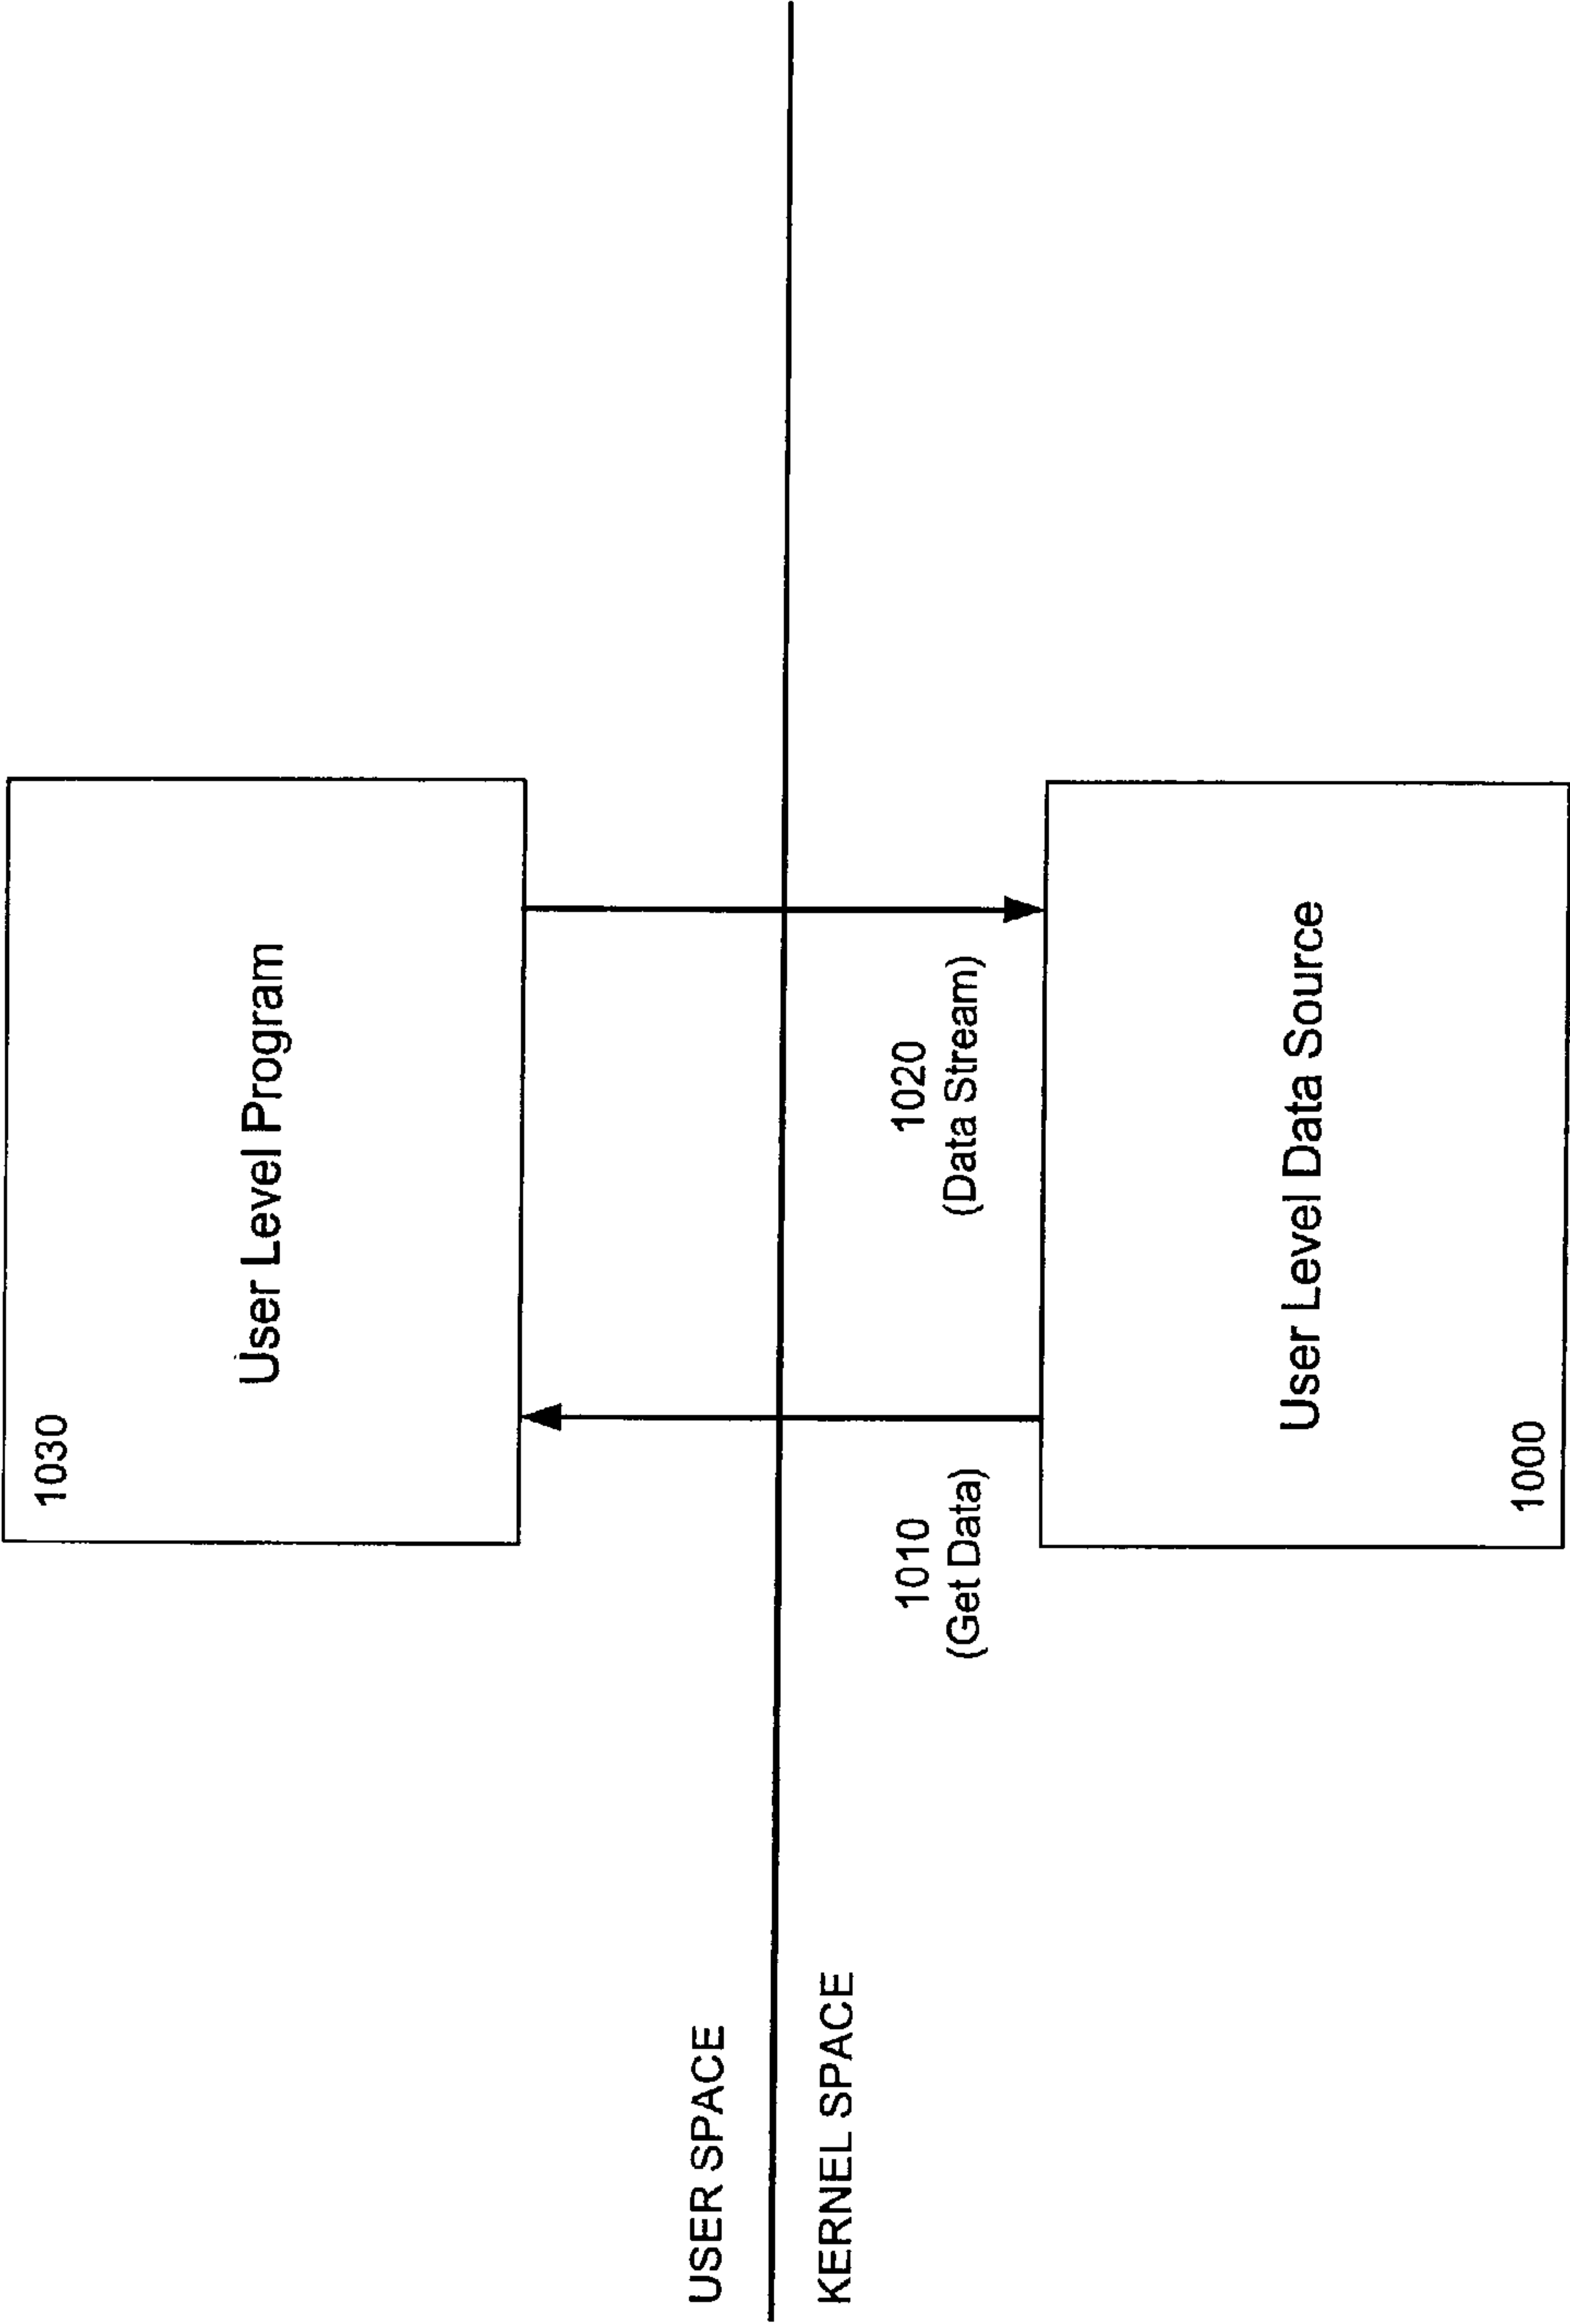 1030
User Level Program
USER SPACE
KERNEL SPACE
1010
(Get Data)
1020
(Data Stream)
User Level Data Source
1000